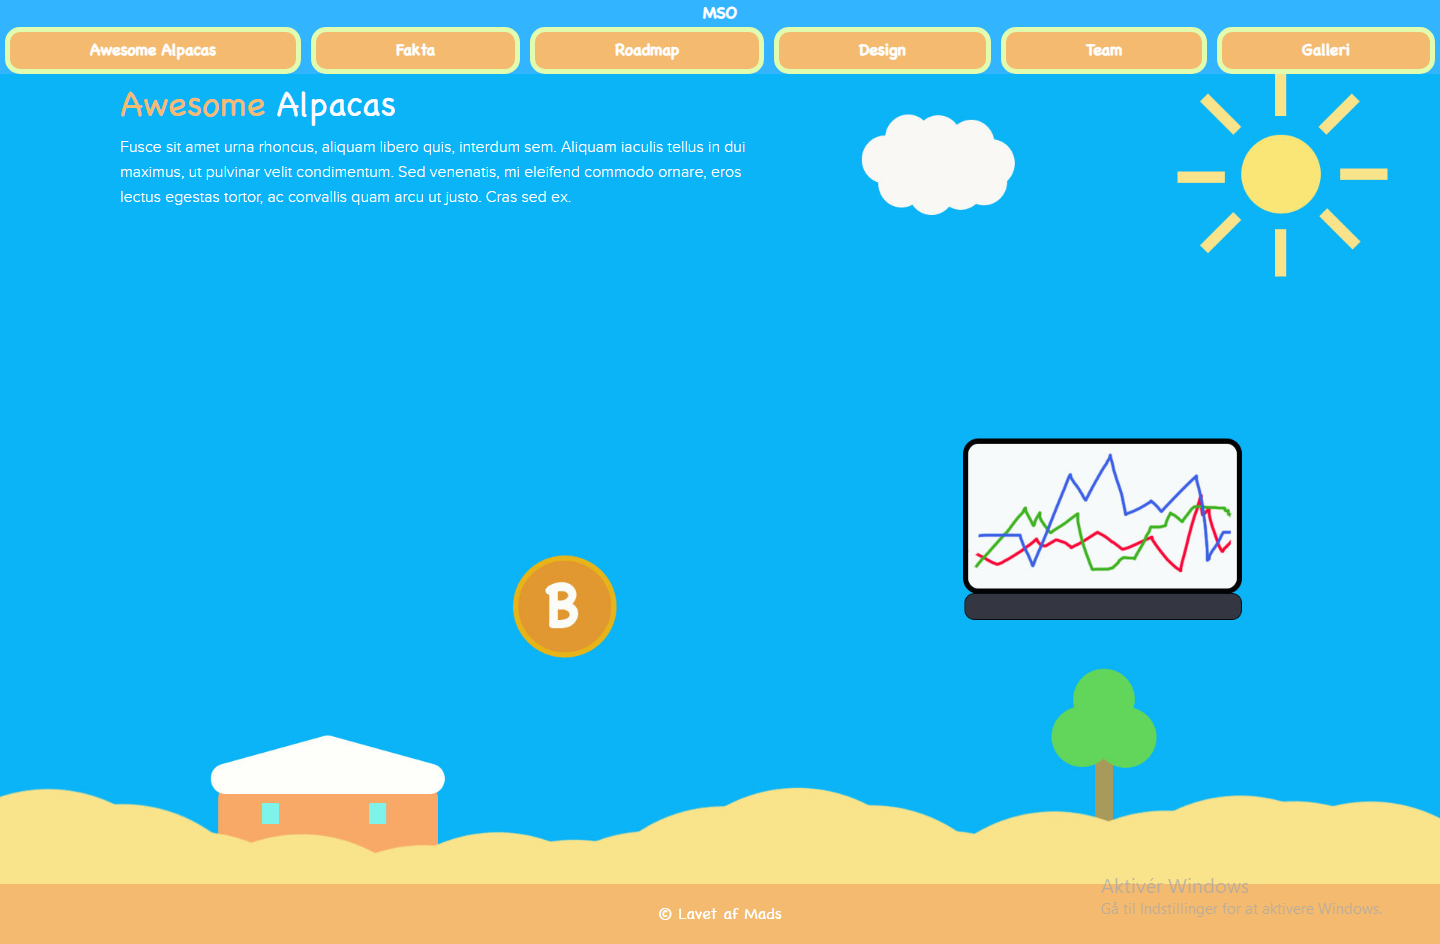 MSO
Awesome Alpacas
Fakta
Roadmap
Design
Team
Galleri
Awesome Alpacas
Fusce sit amet urna rhoncus, aliquam libero quis, interdum sem. Aliquam iaculis tellus in dui
maximus, ut pulvinar velit condimentum. Sed venenatis, mi eleifend commodo ornare, eros
lectus egestas tortor, ac convallis quam arcu ut justo. Cras sed ex.
B
Aktivér Windows
Gå til Indstillinger for at aktivere Windows.
© Lavet af Mads